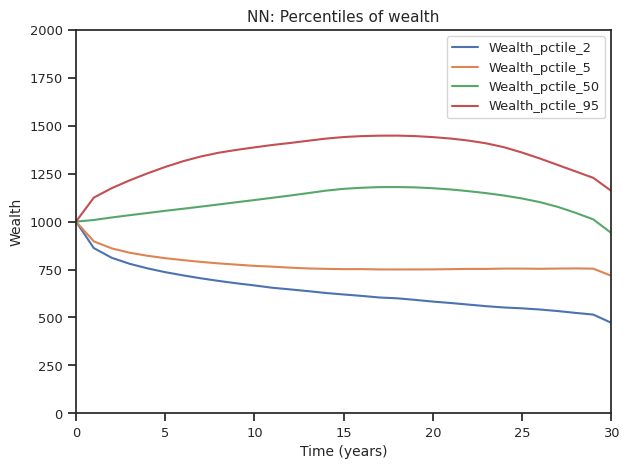 NN: Percentiles of wealth
Wealth
2000
1750
1500
1250
1000
750
500
250
0
Wealth_pctile_2
Wealth_pctile_5
Wealth_pctile_50
Wealth_pctile_95
0 5 10 15 20 25 30
Time (years)